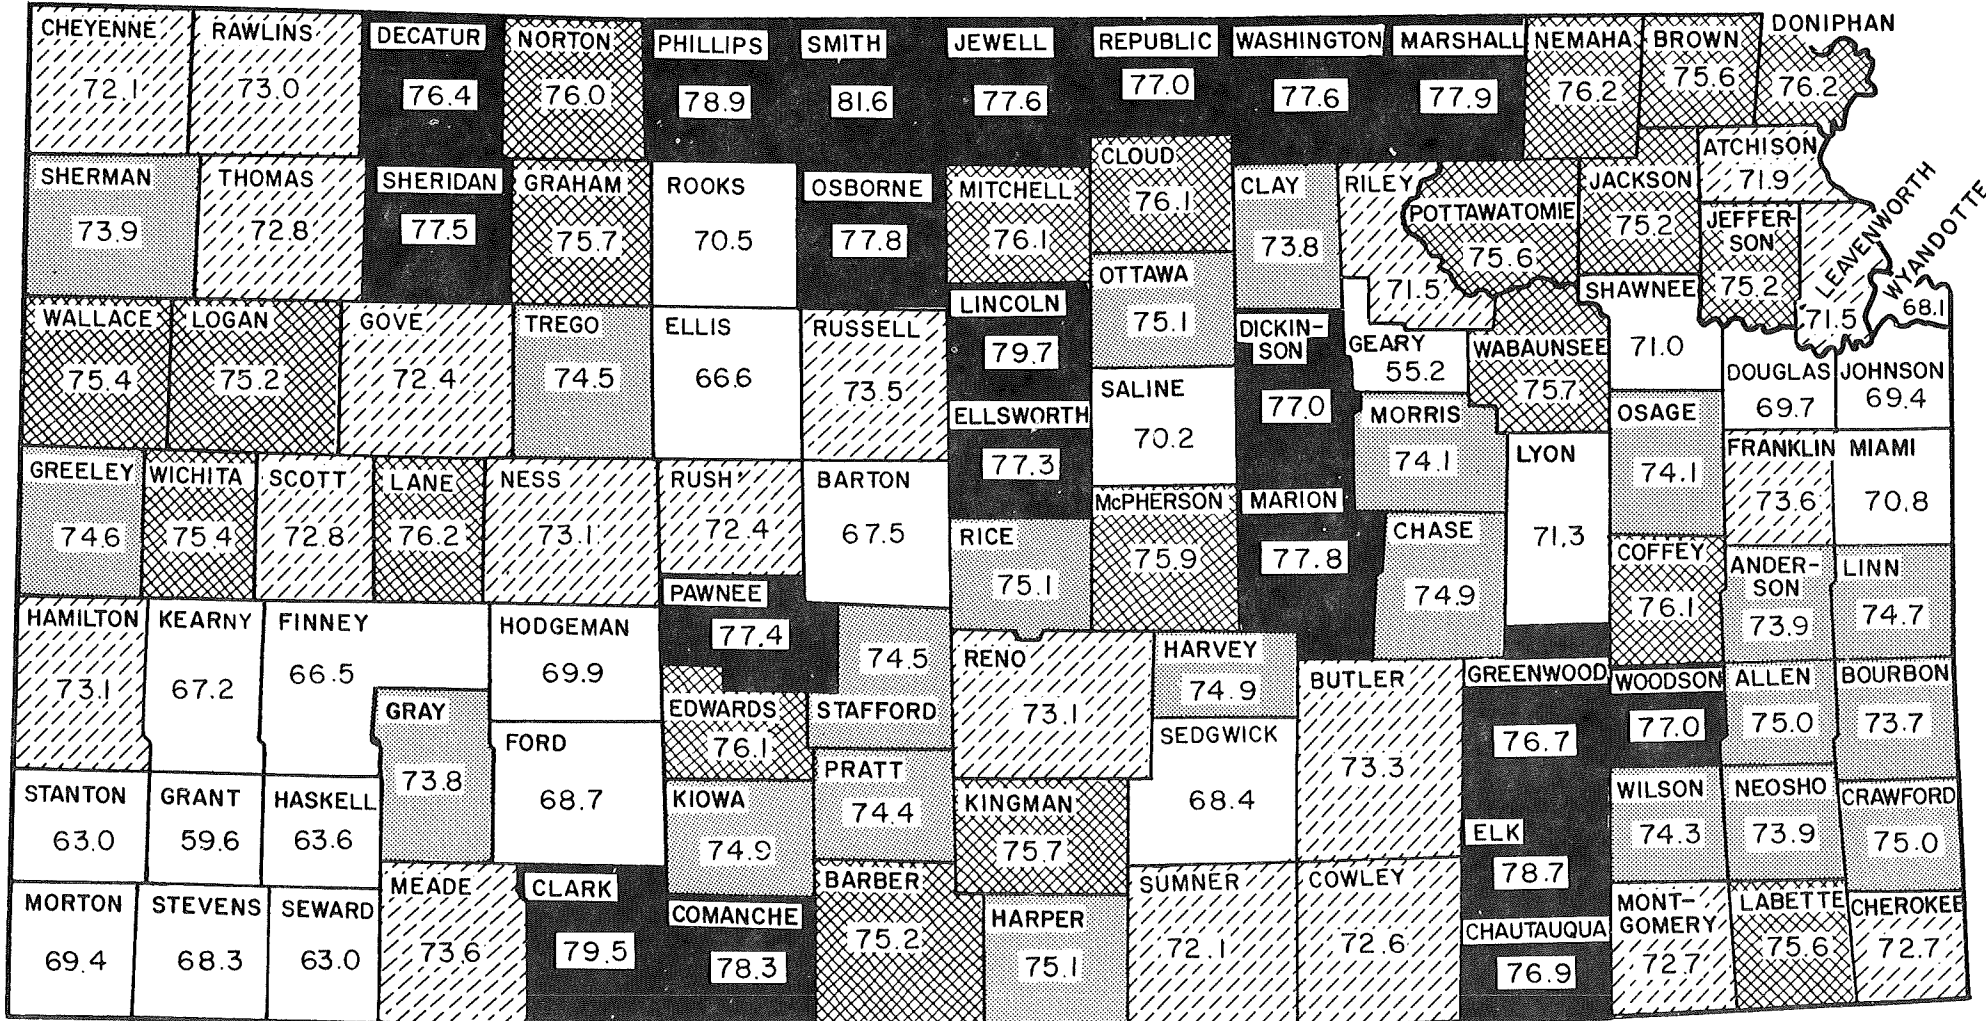 CHEYENNE
72.1
RAWLINS
73.0
DECATUR
76.4
NORTON
76.0
PHILLIPS
78.9
SMITH
81.6
JEWELL
77.6
REPUBLIC
77.0
WASHINGTON
77.6
MARSHALL
77.9
NEMAHA
76.2
BROWN
75.6
DONIPHAN
76.2
SHERMAN
73.9
THOMAS
72.8
SHERIDAN
77.5
GRAHAM
75.7
ROOKS
70.5
OSBORNE
77.8
MITCHELL
76.1
CLOUD
76.1
CLAY
73.8
RILEY
71.5
POTTAWATOMIE
75.6
JACKSON
75.2
ATCHISON
71.9
JEFFER-
SON
75.2
LEAVENWORTH
71.5
WYANDOTTE
68.1
WALLACE
75.4
LOGAN
75.2
GOVE
72.4
TREGO
74.5
ELLIS
66.6
RUSSELL
73.5
LINCOLN
79.7
OTTAWA
75.1
DICKIN-
SON
77.0
GEARY
55.2
WABAUNSEE
75.7
SHAWNEE
71.0
DOUGLAS
69.7
JOHNSON
69.4
ELLSWORTH
77.3
SALINE
70.2
MORRIS
74.1
LYON
71.3
OSAGE
74.1
FRANKLIN
73.6
MIAMI
70.8
GREELEY
74.6
WICHITA
75.4
SCOTT
72.8
LANE
76.2
NESS
73.1
RUSH
72.4
BARTON
67.5
RICE
75.1
McPHERSON
75.9
MARION
77.8
CHASE
74.9
COFFEY
76.1
ANDER-
SON
73.9
LINN
74.7
HAMILTON
73.1
KEARNY
67.2
FINNEY
66.5
HODGEMAN
69.9
PAWNEE
77.4
74.5
STAFFORD
EDWARDS
76.1
RENO
73.1
HARVEY
74.9
BUTLER
73.3
GREENWOOD
76.7
WOODSON
77.0
ALLEN
75.0
BOURBON
73.7
GRAY
73.8
FORD
68.7
KIOWA
74.9
PRATT
74.4
KINGMAN
75.7
SEDGWICK
68.4
ELK
78.7
WILSON
74.3
NEOSHO
73.9
CRAWFORD
75.0
STANTON
63.0
GRANT
59.6
HASKELL
63.6
MORTON
69.4
STEVENS
68.3
SEWARD
63.0
MEADE
73.6
CLARK
79.5
COMANCHE
78.3
BARBER
75.2
HARPER
75.1
SUMNER
72.1
COWLEY
72.6
CHAUTAUQUA
76.9
MONT-
GOMERY
72.7
LABETTE
75.6
CHEROKEE
72.7